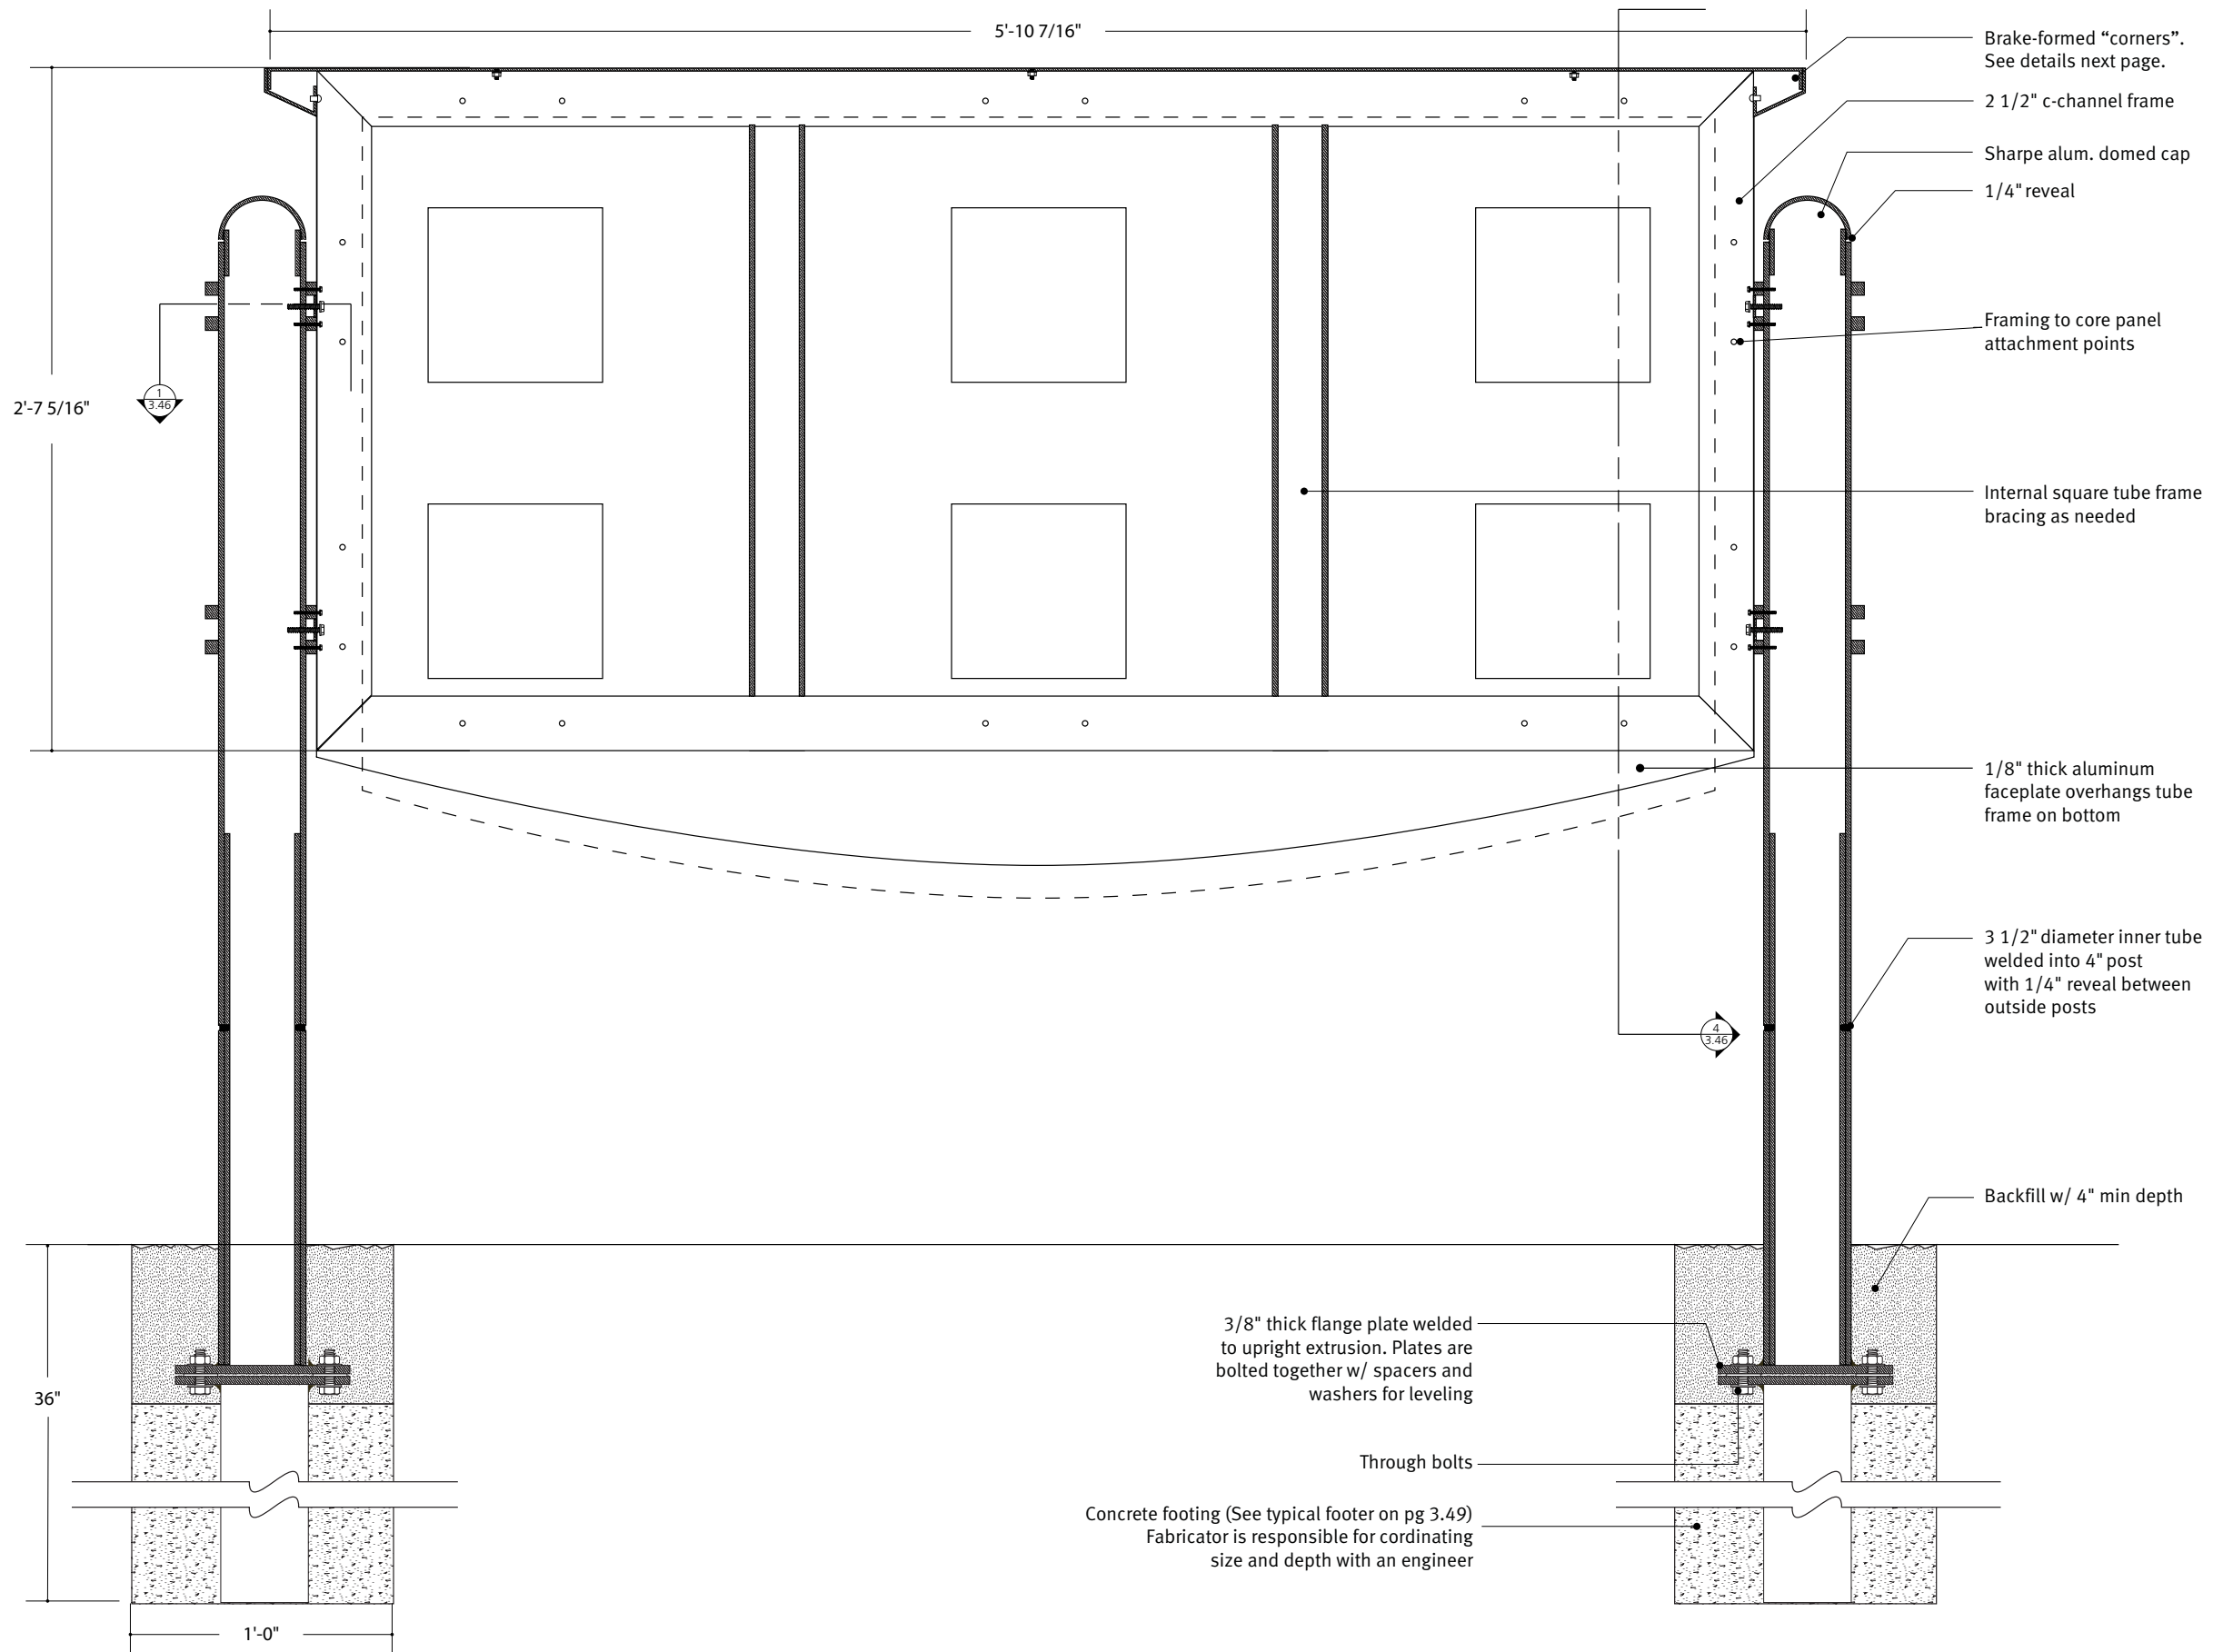 5'-10 7/16"
Brake-formed “corners”.
See details next page.
2 1/2" c-channel frame
Sharpe alum. domed cap
1/4" reveal
Framing to core panel
attachment points
2'-7 5/16"
1
3.46
Internal square tube frame
bracing as needed
1/8" thick aluminum
faceplate overhangs tube
frame on bottom
3 1/2" diameter inner tube
welded into 4" post
with 1/4" reveal between
outside posts
4
3.46
Backfill w/ 4" min depth
3/8" thick flange plate welded
to upright extrusion. Plates are
bolted together w/ spacers and
washers for leveling
36"
Through bolts
Concrete footing (See typical footer on pg 3.49)
Fabricator is responsible for cordinating
size and depth with an engineer
1'-0"